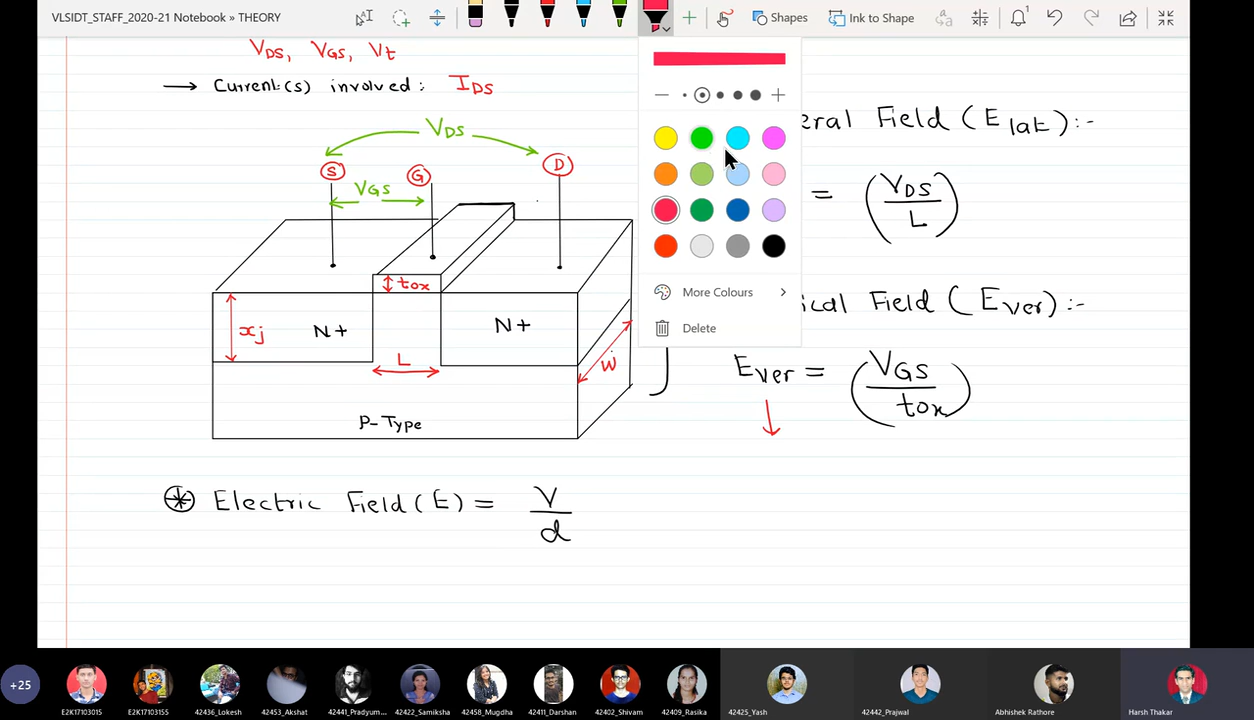 VLSIDT_STAFF_2020-21 Notebook » THEORY
Shapes
Ink to Shape
VDS, VGS, Vt
→ Current(s) involved: IDS
eral Field (Elat) :-
VDS
S G D
VGS
= (VDS/L)
tox
xj N+ N+
L
W
P-Type
More Colours
Delete
ical Field (Ever) :-
Ever = (VGS/tox)
Electric Field (E) = V/d
+25
E2K17103015 E2K17103155 42436_Lokesh 42453_Akshat 42441_Pradyum... 42422_Samiksha 42458_Mugdha 42411_Darshan 42402_Shivam 42409_Rasika 42425_Yash 42442_Prajwal Abhishek Rathore Harsh Thakar